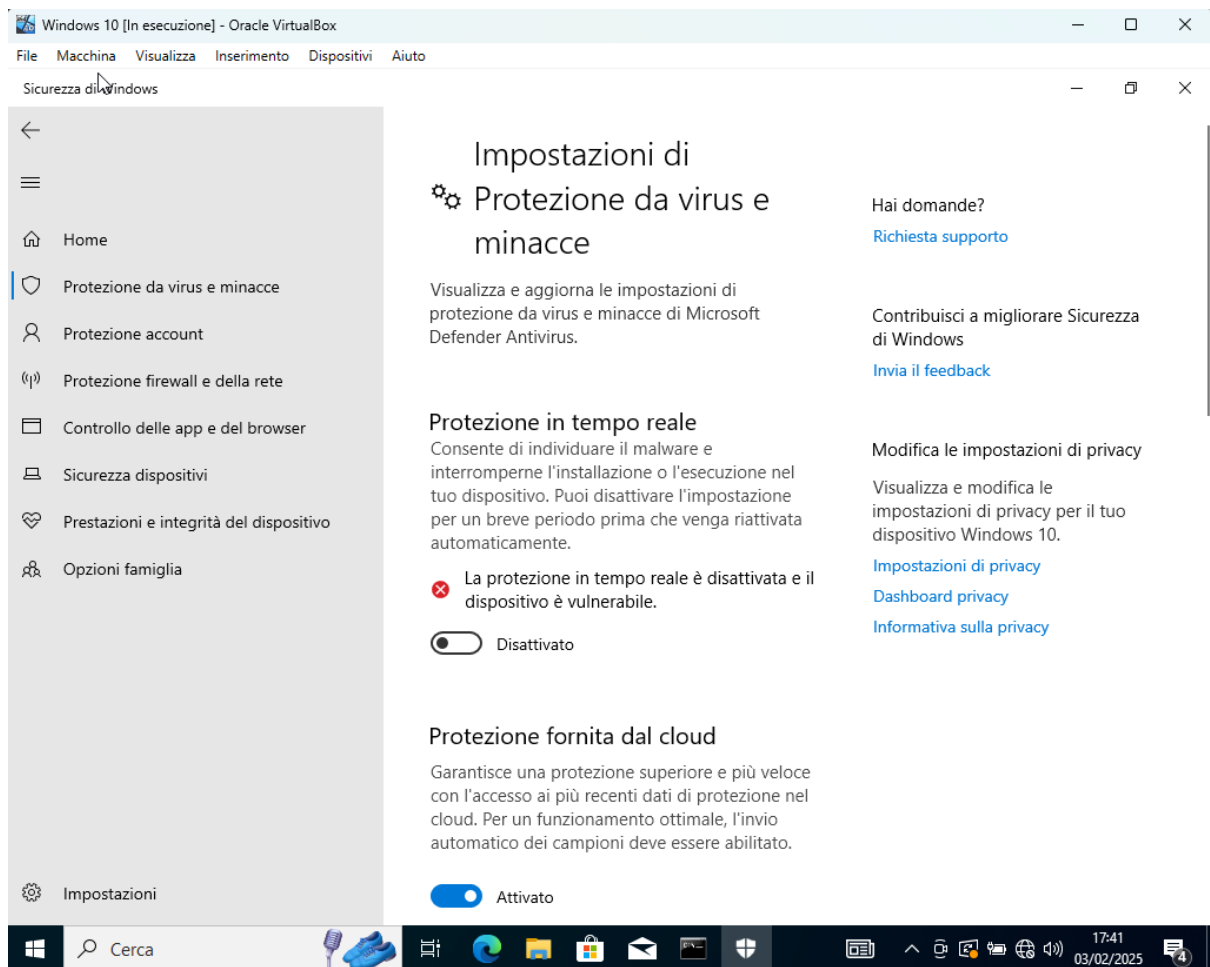 Windows 10 [In esecuzione] - Oracle VirtualBox
File Macchina Visualizza Inserimento Dispositivi Aiuto
Sicurezza di Windows
Home
Protezione da virus e minacce
Protezione account
Protezione firewall e della rete
Controllo delle app e del browser
Sicurezza dispositivi
Prestazioni e integrità del dispositivo
Opzioni famiglia
Impostazioni
Impostazioni di
Protezione da virus e
minacce
Visualizza e aggiorna le impostazioni di
protezione da virus e minacce di Microsoft
Defender Antivirus.
Protezione in tempo reale
Consente di individuare il malware e
interromperne l'installazione o l'esecuzione nel
tuo dispositivo. Puoi disattivare l'impostazione
per un breve periodo prima che venga riattivata
automaticamente.
La protezione in tempo reale è disattivata e il
dispositivo è vulnerabile.
Disattivato
Protezione fornita dal cloud
Garantisce una protezione superiore e più veloce
con l'accesso ai più recenti dati di protezione nel
cloud. Per un funzionamento ottimale, l'invio
automatico dei campioni deve essere abilitato.
Attivato
Hai domande?
Richiesta supporto
Contribuisci a migliorare Sicurezza
di Windows
Invia il feedback
Modifica le impostazioni di privacy
Visualizza e modifica le
impostazioni di privacy per il tuo
dispositivo Windows 10.
Impostazioni di privacy
Dashboard privacy
Informativa sulla privacy
Cerca
17:41
03/02/2025
4